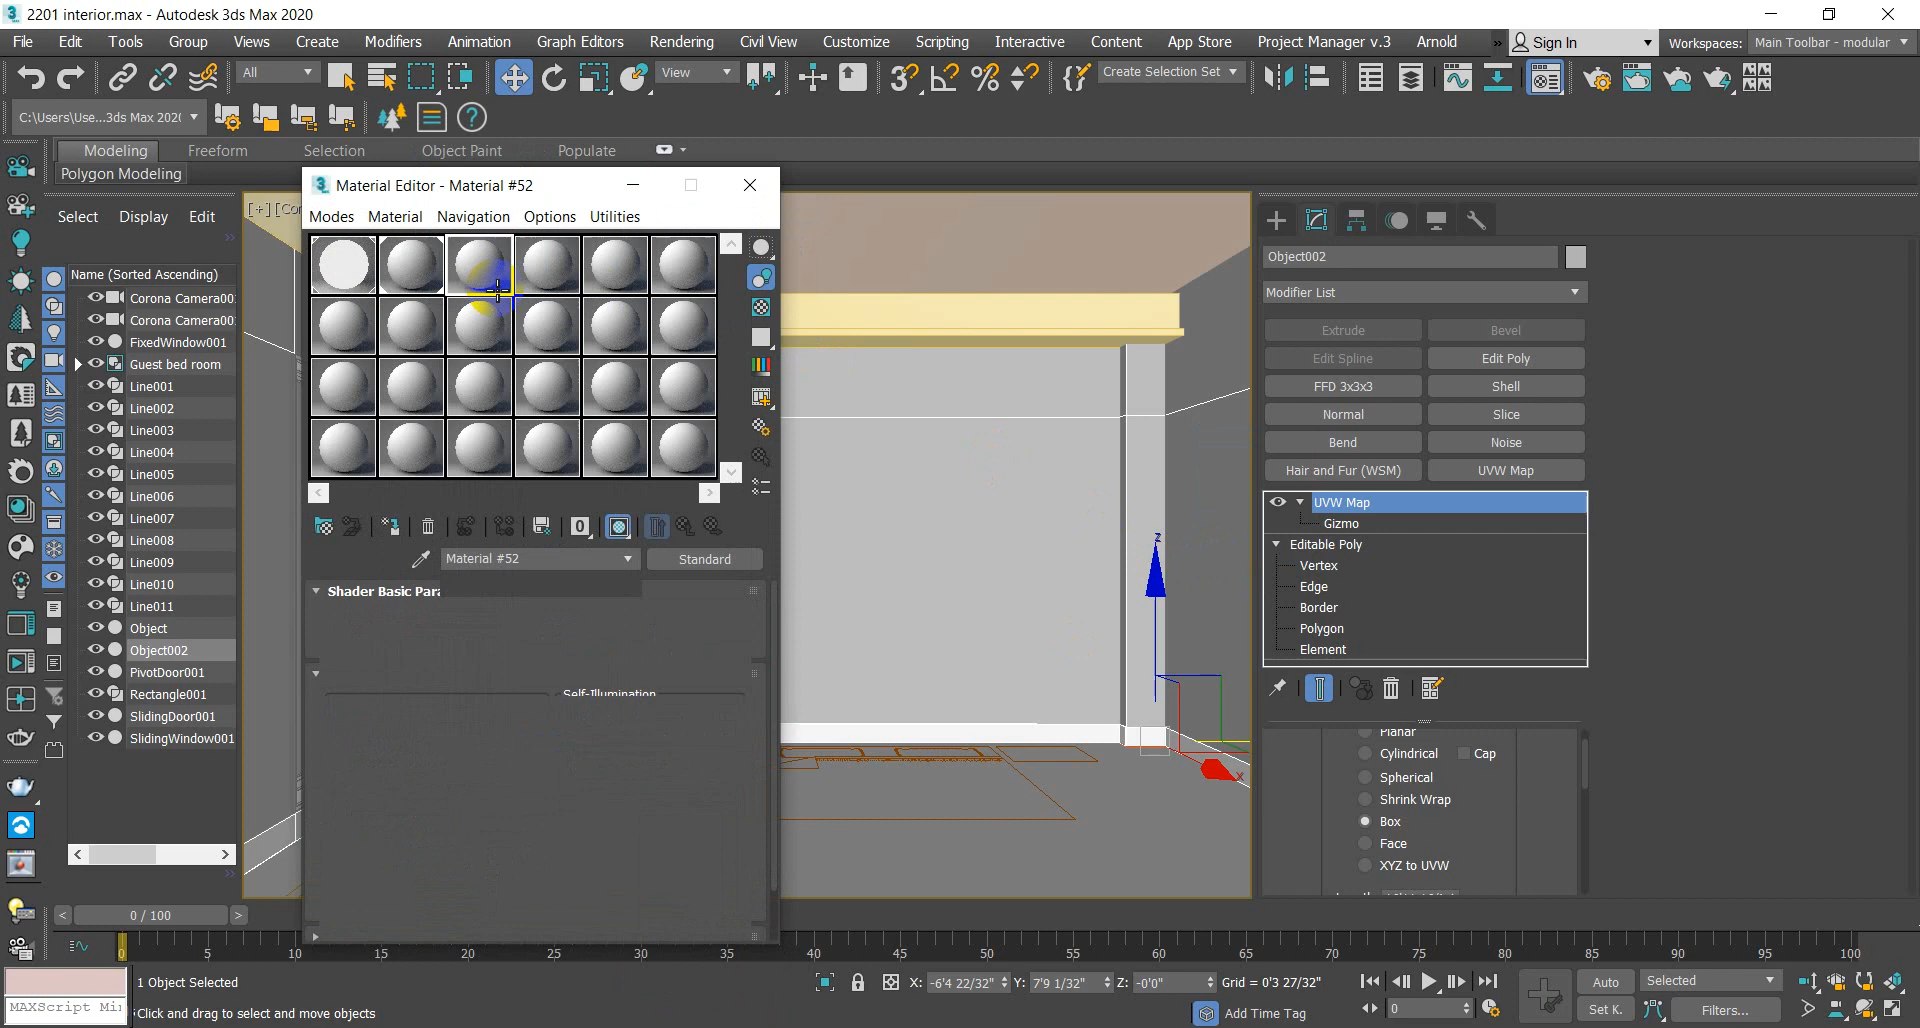 2201 interior.max - Autodesk 3ds Max 2020
File Edit Tools Group Views Create Modifiers Animation Graph Editors Rendering Civil View Customize Scripting Interactive Content App Store Project Manager v.3 Arnold » Sign In Workspaces: Main Toolbar - modular
All View Create Selection Set
C:\Users\Use...3ds Max 202(
Modeling Freeform Selection Object Paint Populate
Polygon Modeling
Select Display Edit
Name (Sorted Ascending)
Corona Camera00
Corona Camera00
FixedWindow001
Guest bed room
Line001
Line002
Line003
Line004
Line005
Line006
Line007
Line008
Line009
Line010
Line011
Object
Object002
PivotDoor001
Rectangle001
SlidingDoor001
SlidingWindow001
[+] [Cor
Material Editor - Material #52
Modes Material Navigation Options Utilities
Material #52 Standard
Shader Basic Para
Self-Illumination
Object002
Modifier List
Extrude Bevel
Edit Spline Edit Poly
FFD 3x3x3 Shell
Normal Slice
Bend Noise
Hair and Fur (WSM) UVW Map
UVW Map
Gizmo
Editable Poly
Vertex
Edge
Border
Polygon
Element
Planar
Cylindrical Cap
Spherical
Shrink Wrap
Box
Face
XYZ to UVW
z
x
< 0 / 100 >
0 5 10 15 20 25 30 35 40 45 50 55 60 65 70 75 80 85 90 95 100
1 Object Selected
X: -6'4 22/32" Y: 7'9 1/32" Z: -0'0" Grid = 0'3 27/32"
Auto Selected
MAXScript Mi
Click and drag to select and move objects
Add Time Tag
0
Set K. Filters...